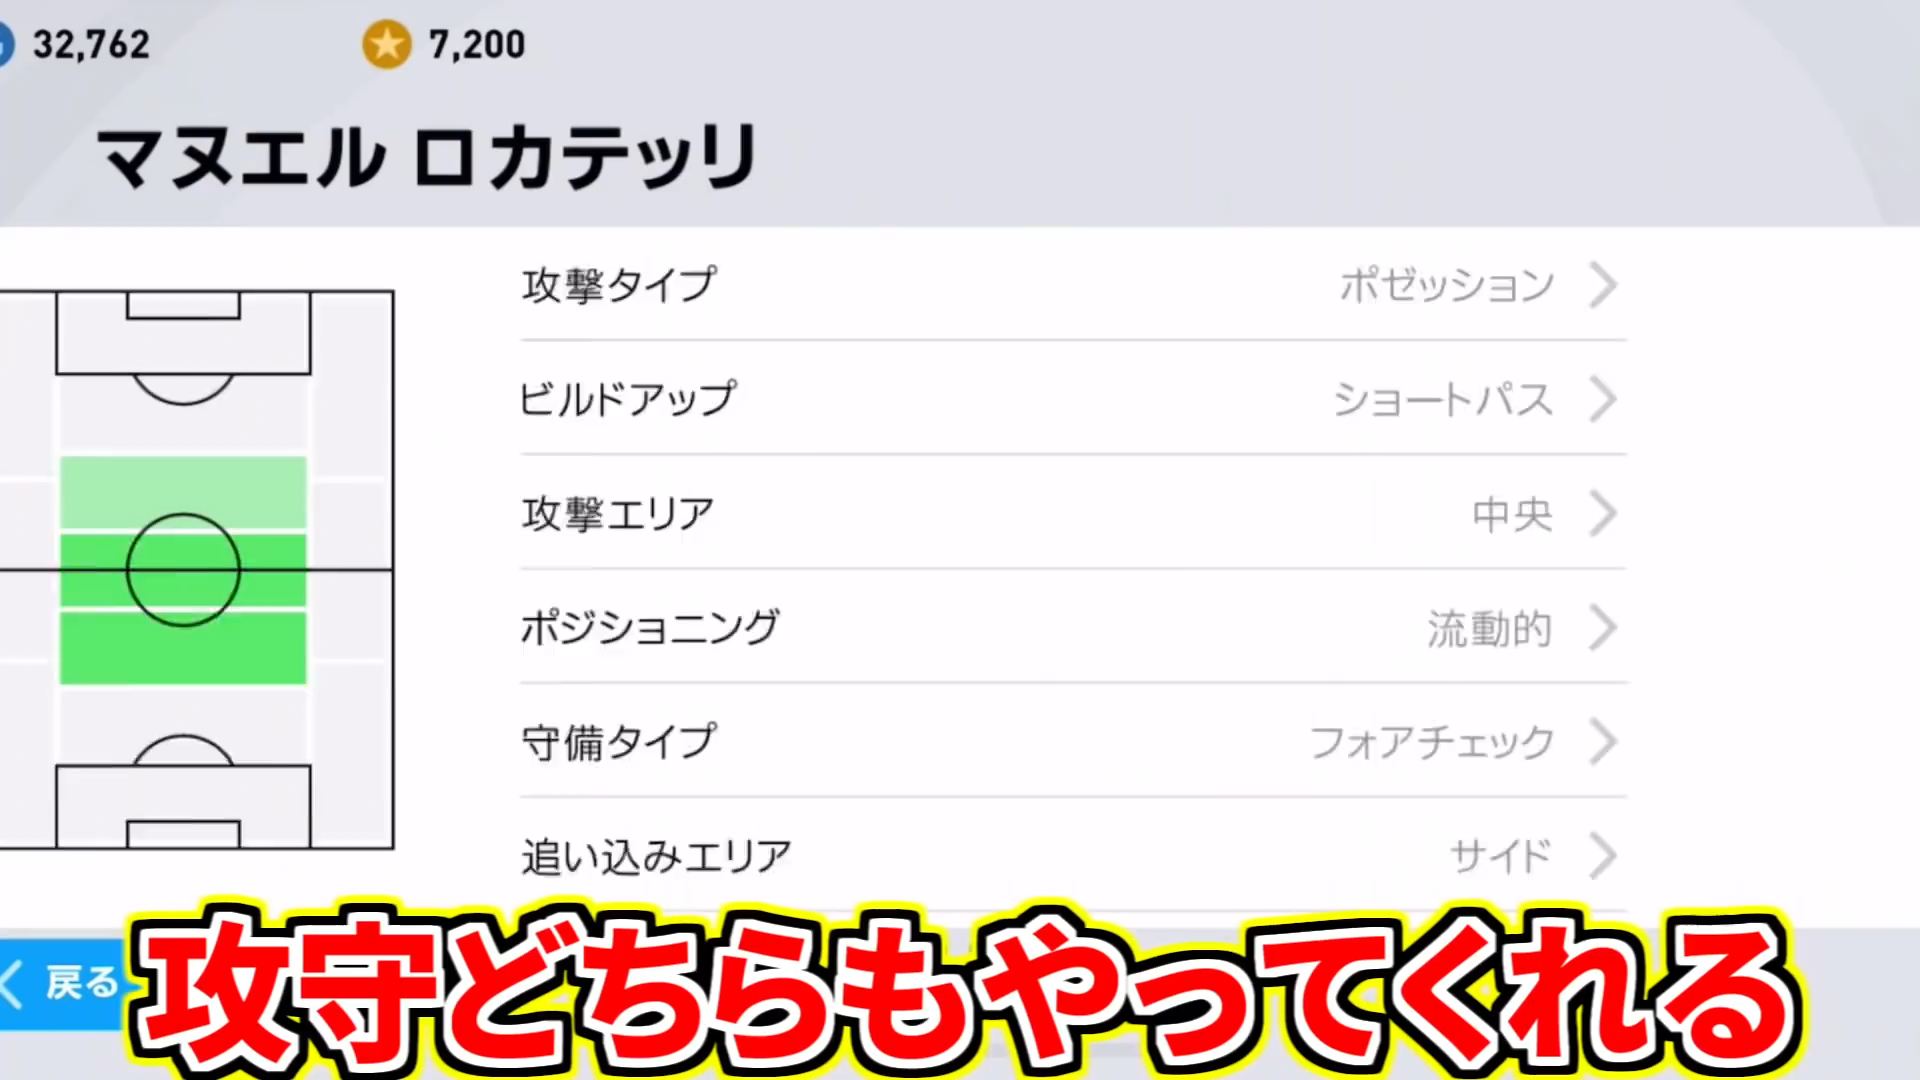 32,762 7,200
マヌエル ロカテッリ
攻撃タイプ ポゼッション
ビルドアップ ショートパス
攻撃エリア 中央
ポジショニング 流動的
守備タイプ フォアチェック
追い込みエリア サイド
戻る
攻守どちらもやってくれる